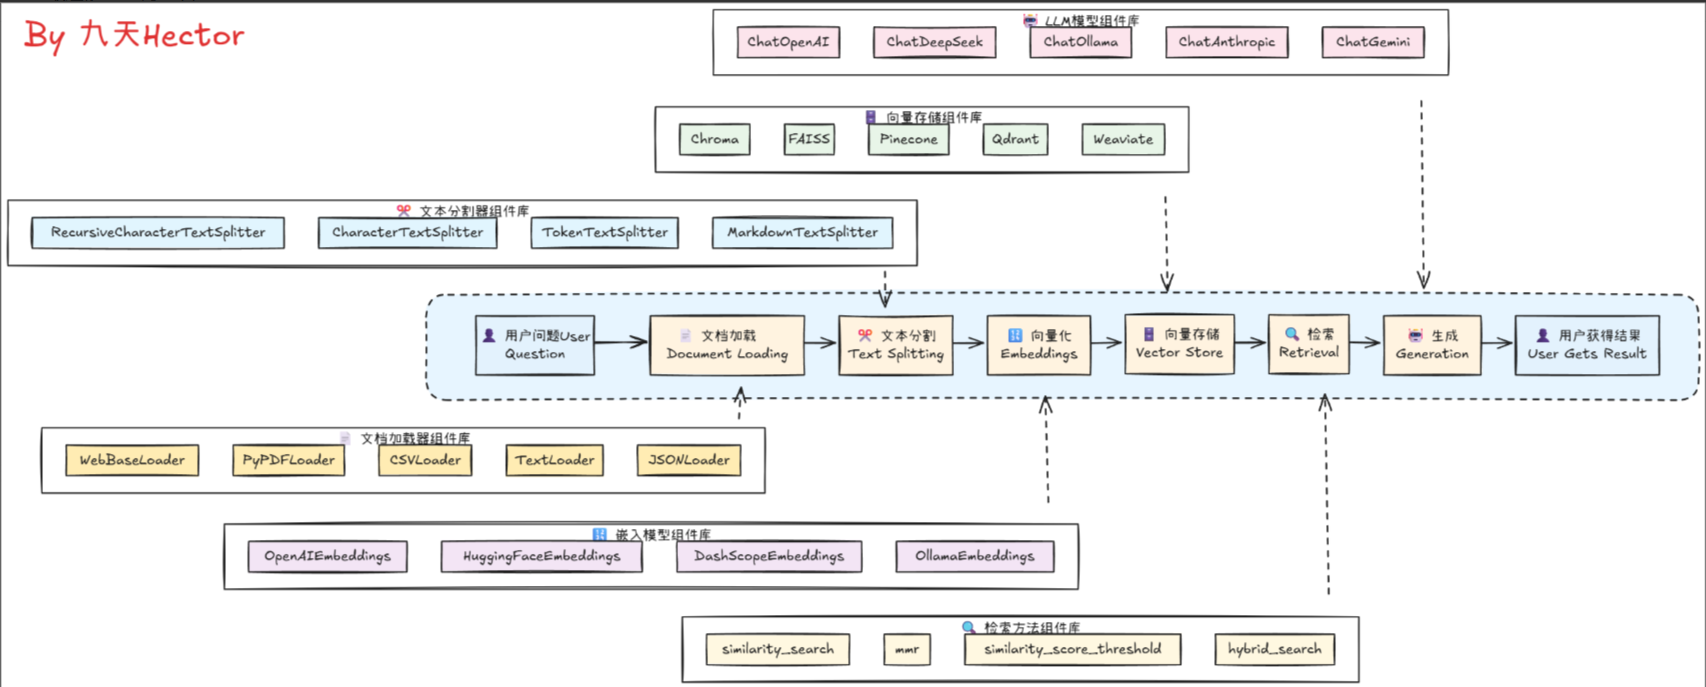 By 九天Hector
LLM模型组件库
ChatOpenAI
ChatDeepSeek
ChatOllama
ChatAnthropic
ChatGemini
向量存储组件库
Chroma
FAISS
Pinecone
Qdrant
Weaviate
文本分割器组件库
RecursiveCharacterTextSplitter
CharacterTextSplitter
TokenTextSplitter
MarkdownTextSplitter
用户问题User
Question
文档加载
Document Loading
文本分割
Text Splitting
向量化
Embeddings
向量存储
Vector Store
检索
Retrieval
生成
Generation
用户获得结果
User Gets Result
文档加载器组件库
WebBaseLoader
PyPDFLoader
CSVLoader
TextLoader
JSONLoader
嵌入模型组件库
OpenAIEmbeddings
HuggingFaceEmbeddings
DashScopeEmbeddings
OllamaEmbeddings
检索方法组件库
similarity_search
mmr
similarity_score_threshold
hybrid_search